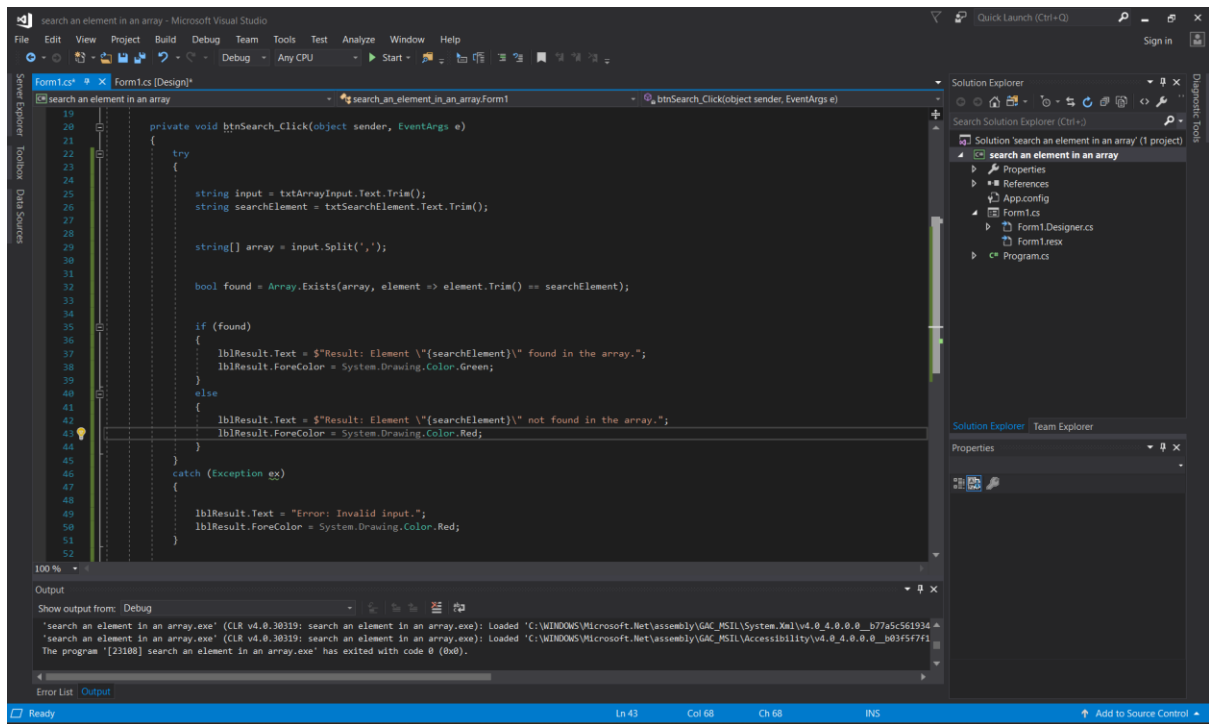 search an element in an array - Microsoft Visual Studio
Quick Launch (Ctrl+Q)
File Edit View Project Build Debug Team Tools Test Analyze Window Help
Sign in
Debug Any CPU Start
Server Explorer
Toolbox
Data Sources
Form1.cs* Form1.cs [Design]*
search an element in an array search_an_element_in_an_array.Form1 btnSearch_Click(object sender, EventArgs e)
19
20 private void btnSearch_Click(object sender, EventArgs e)
21 {
22 try
23 {
24
25 string input = txtArrayInput.Text.Trim();
26 string searchElement = txtSearchElement.Text.Trim();
27
28
29 string[] array = input.Split(',');
30
31
32 bool found = Array.Exists(array, element => element.Trim() == searchElement);
33
34
35 if (found)
36 {
37 lblResult.Text = $"Result: Element \"{searchElement}\" found in the array.";
38 lblResult.ForeColor = System.Drawing.Color.Green;
39 }
40 else
41 {
42 lblResult.Text = $"Result: Element \"{searchElement}\" not found in the array.";
43 lblResult.ForeColor = System.Drawing.Color.Red;
44 }
45 }
46 catch (Exception ex)
47 {
48
49 lblResult.Text = "Error: Invalid input.";
50 lblResult.ForeColor = System.Drawing.Color.Red;
51 }
52
100 %
Output
Show output from: Debug
'search an element in an array.exe' (CLR v4.0.30319: search an element in an array.exe): Loaded 'C:\WINDOWS\Microsoft.Net\assembly\GAC_MSIL\System.Xml\v4.0_4.0.0.0__b77a5c561934
'search an element in an array.exe' (CLR v4.0.30319: search an element in an array.exe): Loaded 'C:\WINDOWS\Microsoft.Net\assembly\GAC_MSIL\Accessibility\v4.0_4.0.0.0__b03f5f7f1
The program '[23108] search an element in an array.exe' has exited with code 0 (0x0).
Error List Output
Solution Explorer
Search Solution Explorer (Ctrl+;)
Solution 'search an element in an array' (1 project)
C# search an element in an array
Properties
References
App.config
Form1.cs
Form1.Designer.cs
Form1.resx
C# Program.cs
Solution Explorer Team Explorer
Properties
Diagnostic Tools
Ready Ln 43 Col 68 Ch 68 INS Add to Source Control